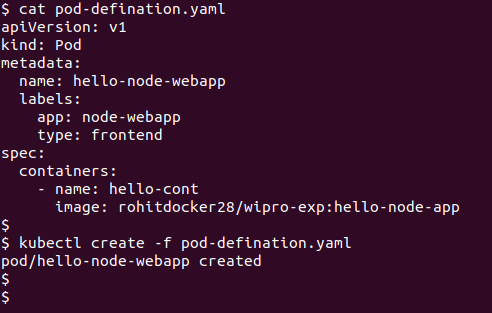 $ cat pod-defination.yaml
apiVersion: v1
kind: Pod
metadata:
  name: hello-node-webapp
  labels:
    app: node-webapp
    type: frontend
spec:
  containers:
    - name: hello-cont
      image: rohitdocker28/wipro-exp:hello-node-app
$
$ kubectl create -f pod-defination.yaml
pod/hello-node-webapp created
$
$